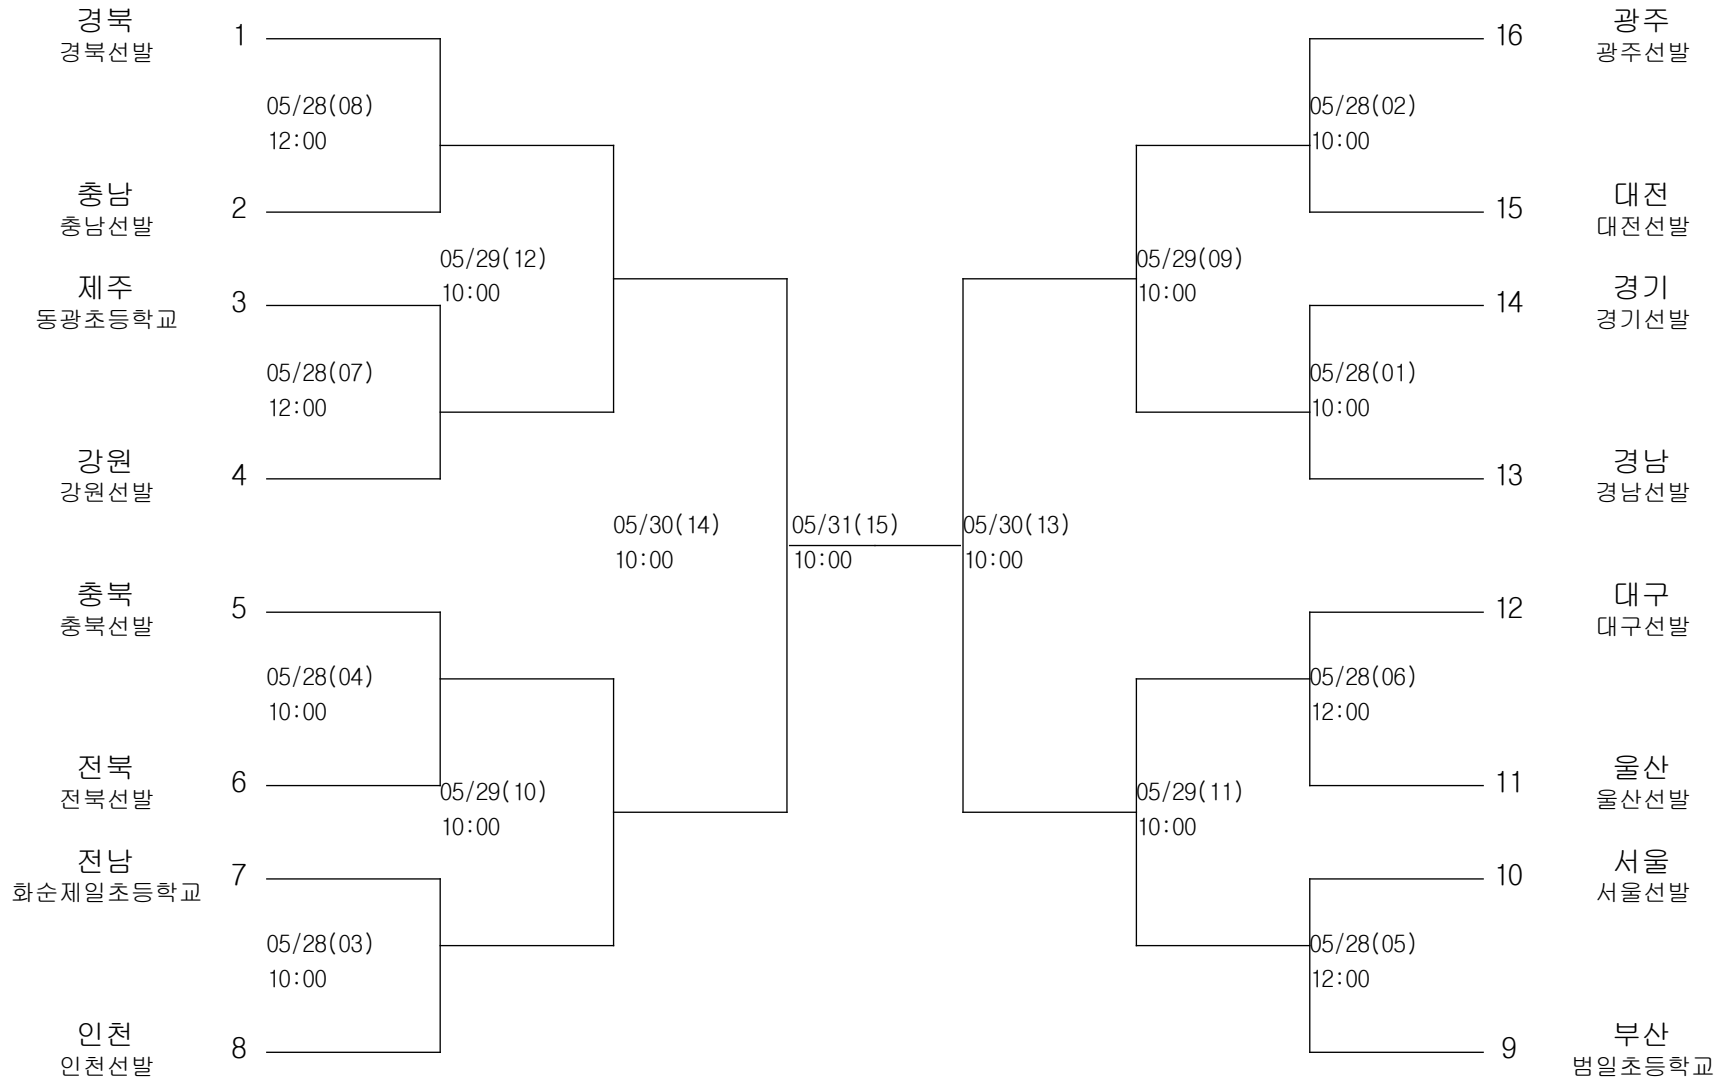 경북
경북선발
1
05/28(08)
12:00
충남
충남선발
2
05/29(12)
10:00
제주
동광초등학교
3
05/28(07)
12:00
강원
강원선발
4
05/30(14)
10:00
충북
충북선발
5
05/28(04)
10:00
전북
전북선발
6
05/29(10)
10:00
전남
화순제일초등학교
7
05/28(03)
10:00
인천
인천선발
8
05/31(15)
10:00
16
광주
광주선발
05/28(02)
10:00
15
대전
대전선발
05/29(09)
10:00
14
경기
경기선발
05/28(01)
10:00
13
경남
경남선발
05/30(13)
10:00
12
대구
대구선발
05/28(06)
12:00
11
울산
울산선발
05/29(11)
10:00
10
서울
서울선발
05/28(05)
12:00
9
부산
범일초등학교